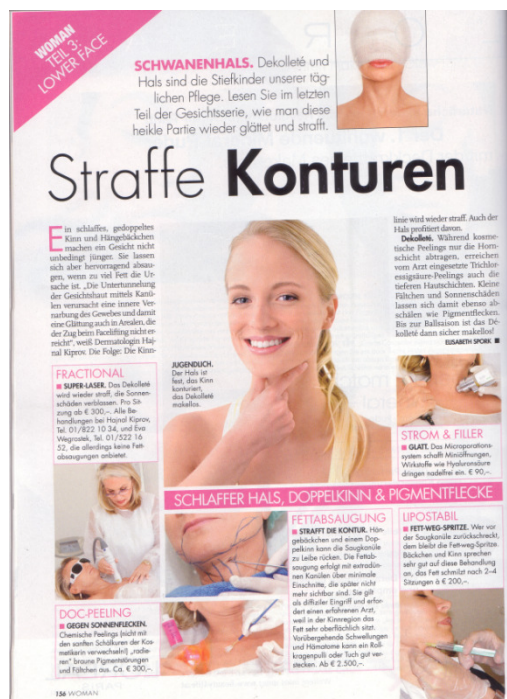 WOMAN
TEIL 3:
LOWER FACE
SCHWANENHALS. Dekolleté und
Hals sind die Stiefkinder unserer täg-
lichen Pflege. Lesen Sie im letzten
Teil der Gesichtsserie, wie man diese
heikle Partie wieder glättet und strafft.
Straffe Konturen
Ein schlaffes, gedoppeltes
Kinn und Hängebäckchen
machen ein Gesicht nicht
unbedingt jünger. Sie lassen
sich aber hervorragend absau-
gen, wenn zu viel Fett die Ur-
sache ist. „Die Untertunnelung
der Gesichtshaut mittels Kanü-
len verursacht eine innere Ver-
narbung des Gewebes und damit
eine Glättung auch in Arealen, die
der Zug beim Facelifting nicht er-
reicht“, weiß Dermatologin Haj-
nal Kiprov. Die Folge: Die Kinn-
linie wird wieder straff. Auch der
Hals profitiert davon.
Dekolleté. Während kosme-
tische Peelings nur die Horn-
schicht abtragen, erreichen
vom Arzt eingesetzte Trichlor-
essigsäure-Peelings auch die
tieferen Hautschichten. Kleine
Fältchen und Sonnenschäden
lassen sich damit ebenso ab-
schälen wie Pigmentflecken.
Bis zur Ballsaison ist das De-
kolleté dann sicher makellos!
ELISABETH SPORK
JUGENDLICH.
Der Hals ist
fest, das Kinn
konturiert,
das Dekolleté
makellos.
FRACTIONAL
SUPER-LASER. Das Dekolleté
wird wieder straff, die Sonnen-
schäden verblassen. Pro Sit-
zung ab € 300,–. Alle Be-
handlungen bei Hajnal Kiprov,
Tel. 01/822 10 34, und Eva
Wegrostek, Tel. 01/522 16
52, die allerdings keine Fett-
absaugungen anbietet.
STROM & FILLER
GLATT. Das Microporations-
system schafft Miniöffnungen,
Wirkstoffe wie Hyaluronsäure
dringen nadelfrei ein. € 90,–.
SCHLAFFER HALS, DOPPELKINN & PIGMENTFLECKE
FETTABSAUGUNG
STRAFFT DIE KONTUR. Hän-
gebäckchen und einem Dop-
pelkinn kann die Saugkanüle
zu Leibe rücken. Die Fettab-
saugung erfolgt mit extradün-
nen Kanülen über minimale
Einschnitte, die später nicht
mehr sichtbar sind. Sie gilt
als diffiziler Eingriff und erfor-
dert einen erfahrenen Arzt,
weil in der Kinnregion das
Fett sehr oberflächlich sitzt.
Vorübergehende Schwellungen
und Hämatome kann ein Roll-
kragenpulli oder Tuch gut ver-
stecken. Ab € 2.500,–.
LIPOSTABIL
FETT-WEG-SPRITZE. Wer vor
der Saugkanüle zurückschreckt,
dem bleibt die Fett-weg-Spritze.
Bäckchen und Kinn sprechen
sehr gut auf diese Behandlung
an, das Fett schmilzt nach 2–4
Sitzungen à € 200,–.
DOC-PEELING
GEGEN SONNENFLECKEN.
Chemische Peelings (nicht mit
den sanften Schälkuren der Kos-
metikerin verwechseln!) „radie-
ren“ braune Pigmentstörungen
und Fältchen aus. Ca. € 300,–.
156 WOMAN